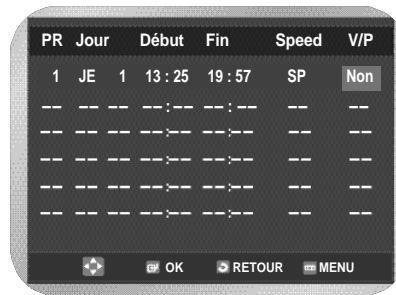 PR Jour Début Fin Speed V/P
1 JE 1 13 : 25 19 : 57 SP Non
–– –– –– ––:–– ––:–– –– ––
–– –– –– ––:–– ––:–– –– ––
–– –– –– ––:–– ––:–– –– ––
–– –– –– ––:–– ––:–– –– ––
–– –– –– ––:–– ––:–– –– ––
OK RETOUR MENU